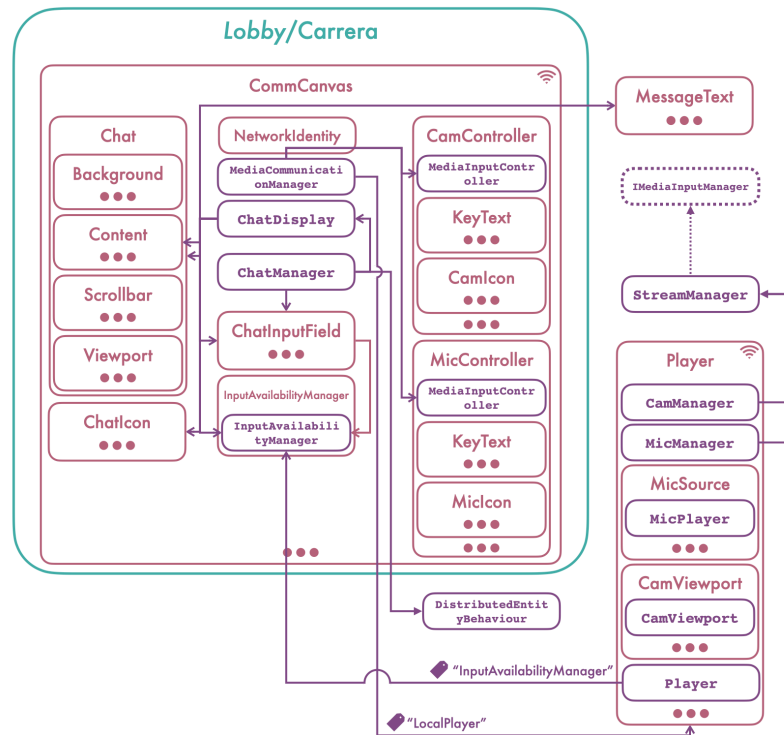 Lobby/Carrera
CommCanvas
Chat
Background
Content
Scrollbar
Viewport
ChatIcon
NetworkIdentity
MediaCommunicati
onManager
ChatDisplay
ChatManager
ChatInputField
InputAvailabilityManager
InputAvailabili
tyManager
CamController
MediaInputContr
oller
KeyText
CamIcon
MicController
MediaInputContr
oller
KeyText
MicIcon
MessageText
IMediaInputManager
StreamManager
Player
CamManager
MicManager
MicSource
MicPlayer
CamViewport
CamViewport
Player
DistributedEntit
yBehaviour
“InputAvailabilityManager”
“LocalPlayer”